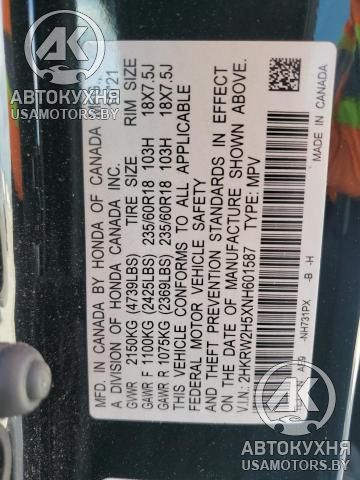 MFD. IN CANADA BY HONDA OF CANADA
A DIVISION OF HONDA CANADA INC.
21
GVWR 2150KG (4739LBS) TIRE SIZE RIM SIZE
GAWR F 1100KG (2425LBS) 235/60R18 103H 18X7.5J
GAWR R 1075KG (2369LBS) 235/60R18 103H 18X7.5J
THIS VEHICLE CONFORMS TO ALL APPLICABLE
FEDERAL MOTOR VEHICLE SAFETY
AND THEFT PREVENTION STANDARDS IN EFFECT
ON THE DATE OF MANUFACTURE SHOWN ABOVE.
V.I.N.: 2HKRW2H5XNH601587 TYPE: MPV
-NH731PX -B -H
MADE IN CANADA
АВТОКУХНЯ
USAMOTORS.BY
АВТОКУХНЯ
USAMOTORS.BY